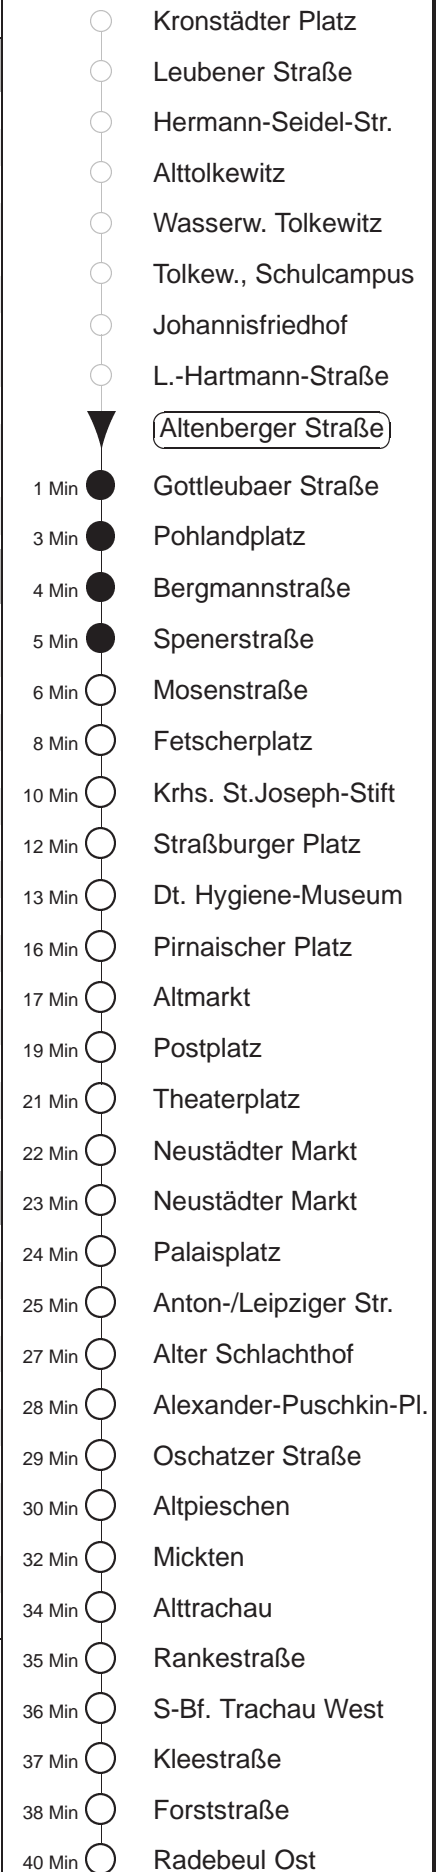 Kronstädter Platz
Leubener Straße
Hermann-Seidel-Str.
Alttolkewitz
Wasserw. Tolkewitz
Tolkew., Schulcampus
Johannisfriedhof
L.-Hartmann-Straße
Altenberger Straße
1 Min Gottleubaer Straße
3 Min Pohlandplatz
4 Min Bergmannstraße
5 Min Spenerstraße
6 Min Mosenstraße
8 Min Fetscherplatz
10 Min Krhs. St.Joseph-Stift
12 Min Straßburger Platz
13 Min Dt. Hygiene-Museum
16 Min Pirnaischer Platz
17 Min Altmarkt
19 Min Postplatz
21 Min Theaterplatz
22 Min Neustädter Markt
23 Min Neustädter Markt
24 Min Palaisplatz
25 Min Anton-/Leipziger Str.
27 Min Alter Schlachthof
28 Min Alexander-Puschkin-Pl.
29 Min Oschatzer Straße
30 Min Altpieschen
32 Min Mickten
34 Min Alttrachau
35 Min Rankestraße
36 Min S-Bf. Trachau West
37 Min Kleestraße
38 Min Forststraße
40 Min Radebeul Ost